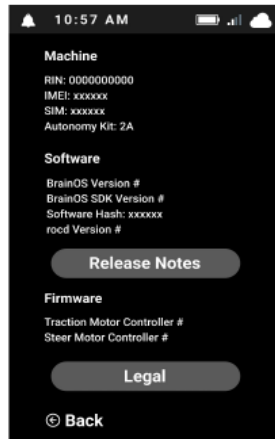 10:57 AM
Machine
RIN: 0000000000
IMEI: xxxxxx
SIM: xxxxxx
Autonomy Kit: 2A
Software
BrainOS Version #
BrainOS SDK Version #
Software Hash: xxxxxx
rocd Version #
Release Notes
Firmware
Traction Motor Controller #
Steer Motor Controller #
Legal
Back